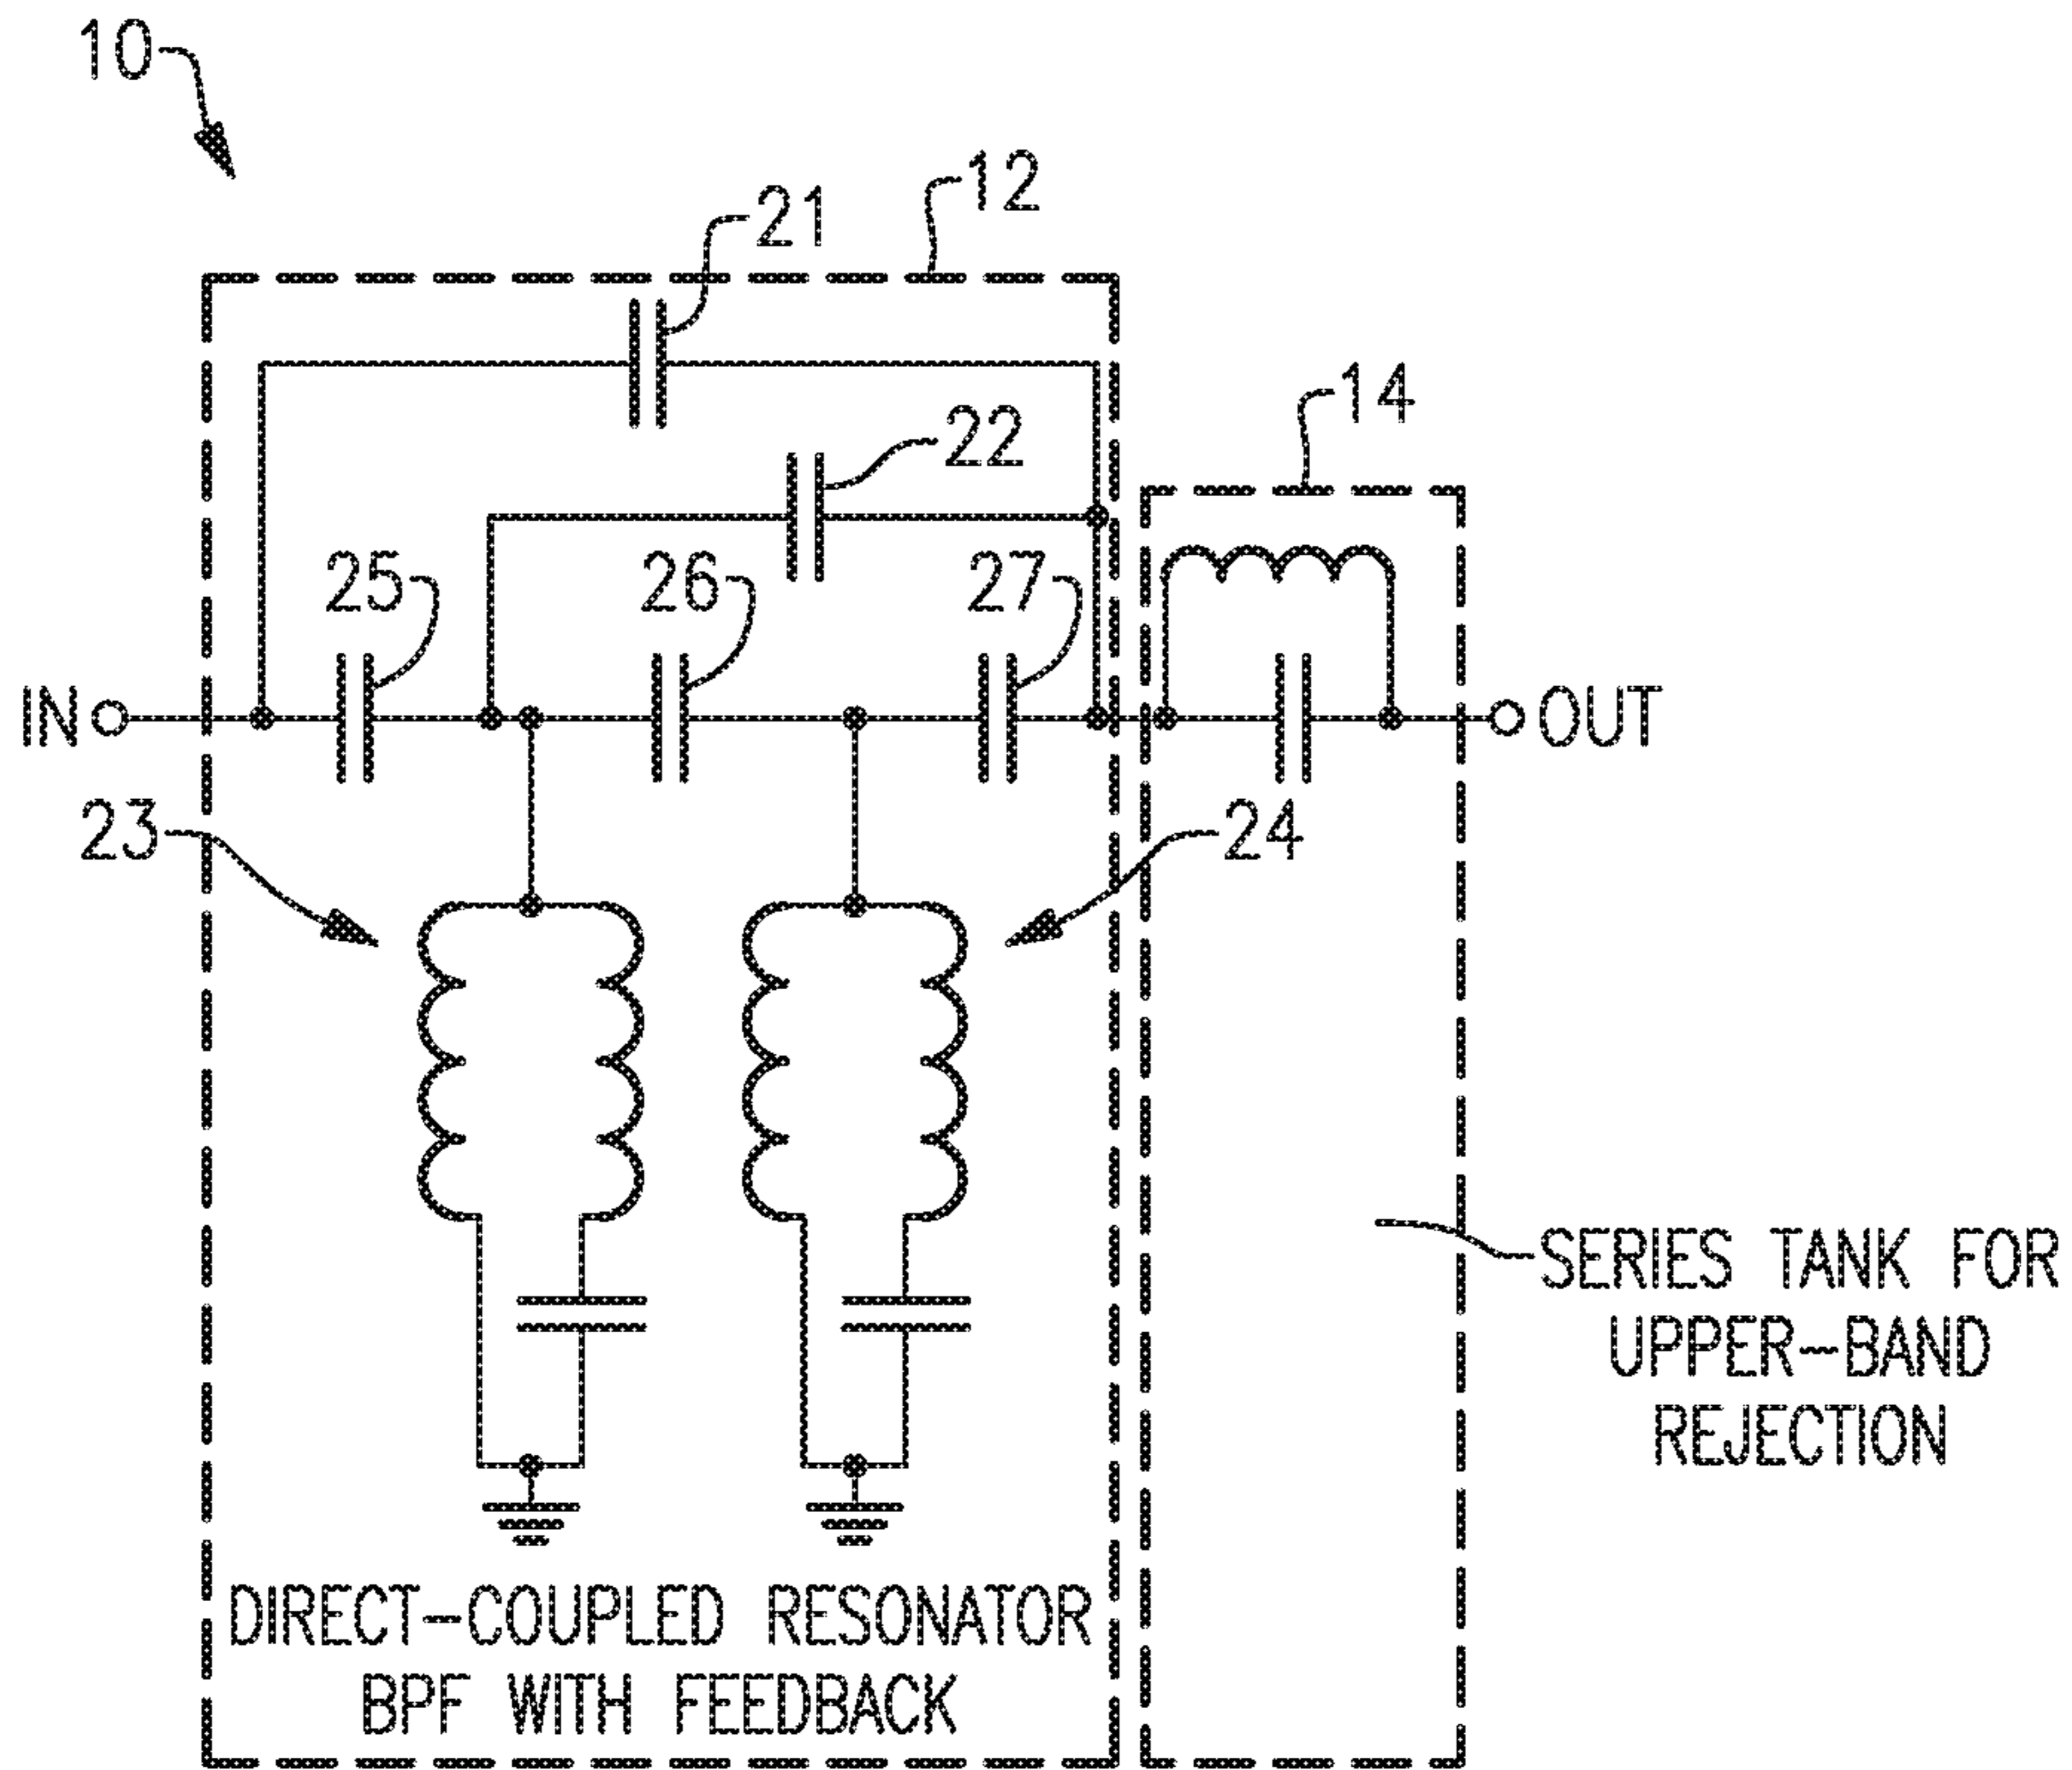 10
12
21
14
22
25
26
27
IN
OUT
23
24
SERIES TANK FOR
UPPER-BAND
REJECTION
DIRECT-COUPLED RESONATOR
BPF WITH FEEDBACK